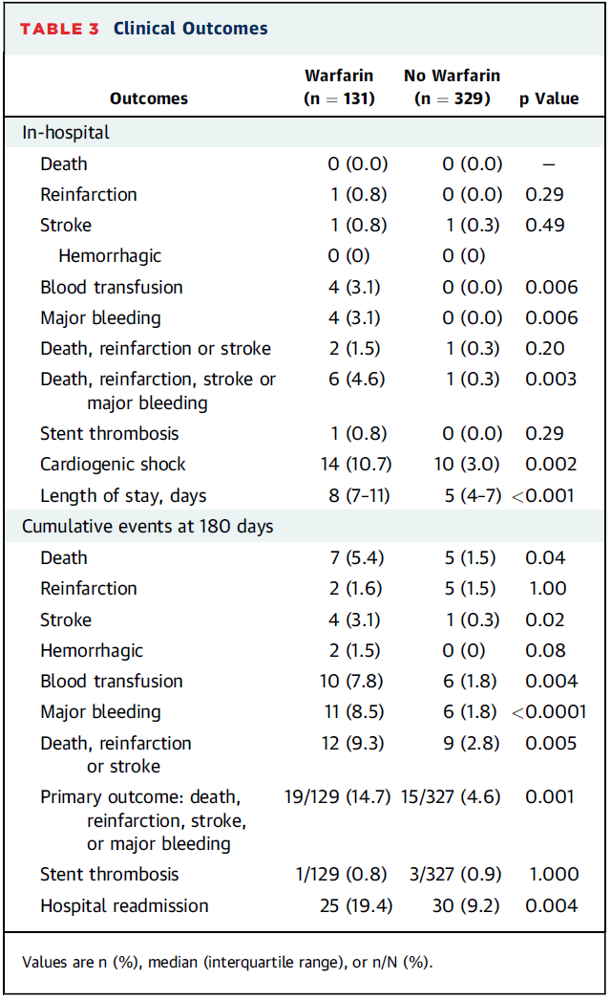 TABLE 3 Clinical Outcomes
Warfarin No Warfarin
Outcomes (n = 131) (n = 329) p Value
In-hospital
Death 0 (0.0) 0 (0.0) —
Reinfarction 1 (0.8) 0 (0.0) 0.29
Stroke 1 (0.8) 1 (0.3) 0.49
Hemorrhagic 0 (0) 0 (0)
Blood transfusion 4 (3.1) 0 (0.0) 0.006
Major bleeding 4 (3.1) 0 (0.0) 0.006
Death, reinfarction or stroke 2 (1.5) 1 (0.3) 0.20
Death, reinfarction, stroke or 6 (4.6) 1 (0.3) 0.003
major bleeding
Stent thrombosis 1 (0.8) 0 (0.0) 0.29
Cardiogenic shock 14 (10.7) 10 (3.0) 0.002
Length of stay, days 8 (7–11) 5 (4–7) <0.001
Cumulative events at 180 days
Death 7 (5.4) 5 (1.5) 0.04
Reinfarction 2 (1.6) 5 (1.5) 1.00
Stroke 4 (3.1) 1 (0.3) 0.02
Hemorrhagic 2 (1.5) 0 (0) 0.08
Blood transfusion 10 (7.8) 6 (1.8) 0.004
Major bleeding 11 (8.5) 6 (1.8) <0.0001
Death, reinfarction 12 (9.3) 9 (2.8) 0.005
or stroke
Primary outcome: death, 19/129 (14.7) 15/327 (4.6) 0.001
reinfarction, stroke,
or major bleeding
Stent thrombosis 1/129 (0.8) 3/327 (0.9) 1.000
Hospital readmission 25 (19.4) 30 (9.2) 0.004
Values are n (%), median (interquartile range), or n/N (%).